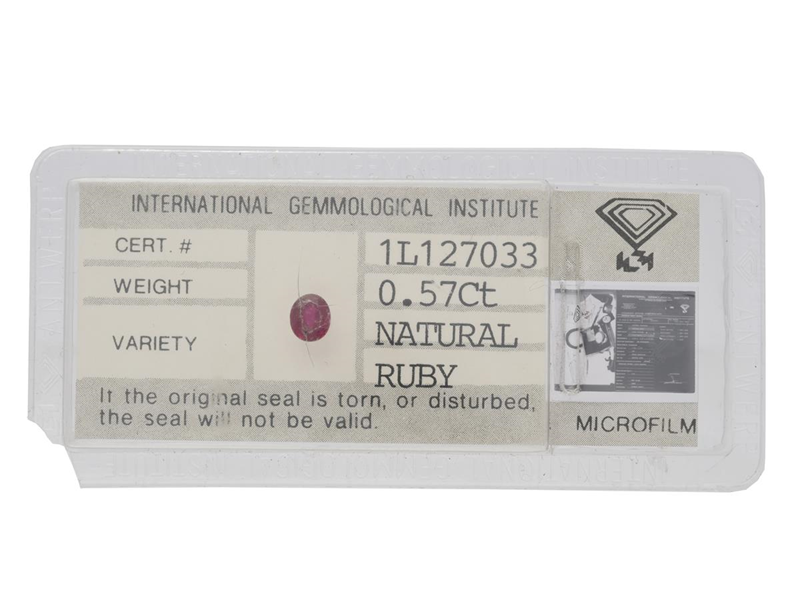 INTERNATIONAL GEMMOLOGICAL INSTITUTE
CERT. # 1L127033
WEIGHT 0.57Ct
VARIETY NATURAL
RUBY
It the original seal is torn, or disturbed,
the seal will not be valid.
MICROFILM